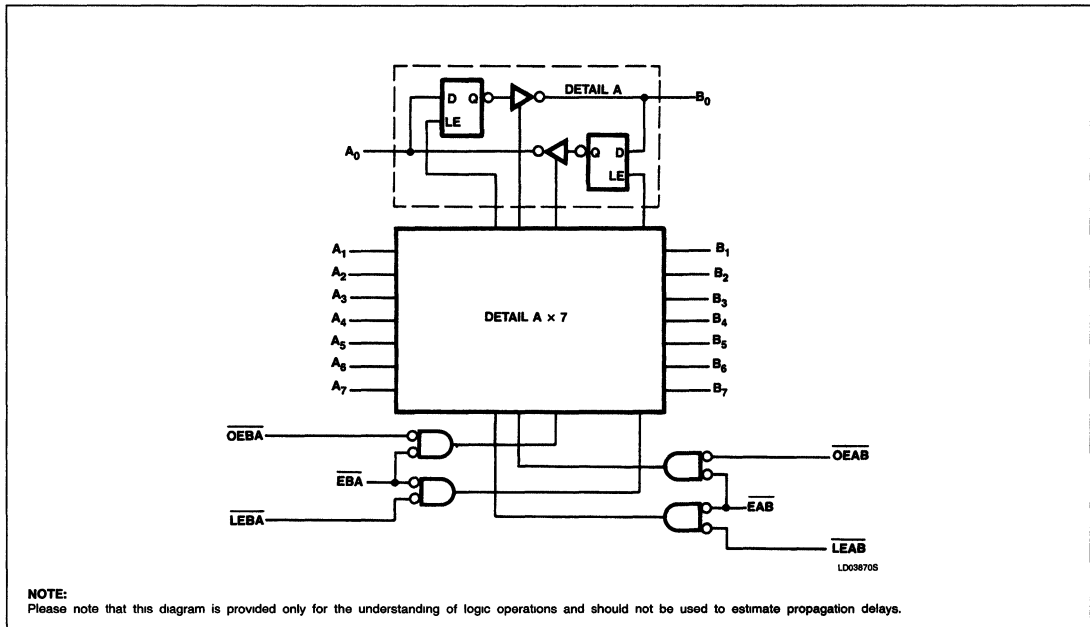 DETAIL A
D Q
LE
B₀
A₀
Q D
LE
A₁ B₁
A₂ B₂
A₃ B₃
DETAIL A × 7
A₄ B₄
A₅ B₅
A₆ B₆
A₇ B₇
OEBA
OEAB
EBA
EAB
LEBA
LEAB
LD03870S
NOTE:
Please note that this diagram is provided only for the understanding of logic operations and should not be used to estimate propagation delays.